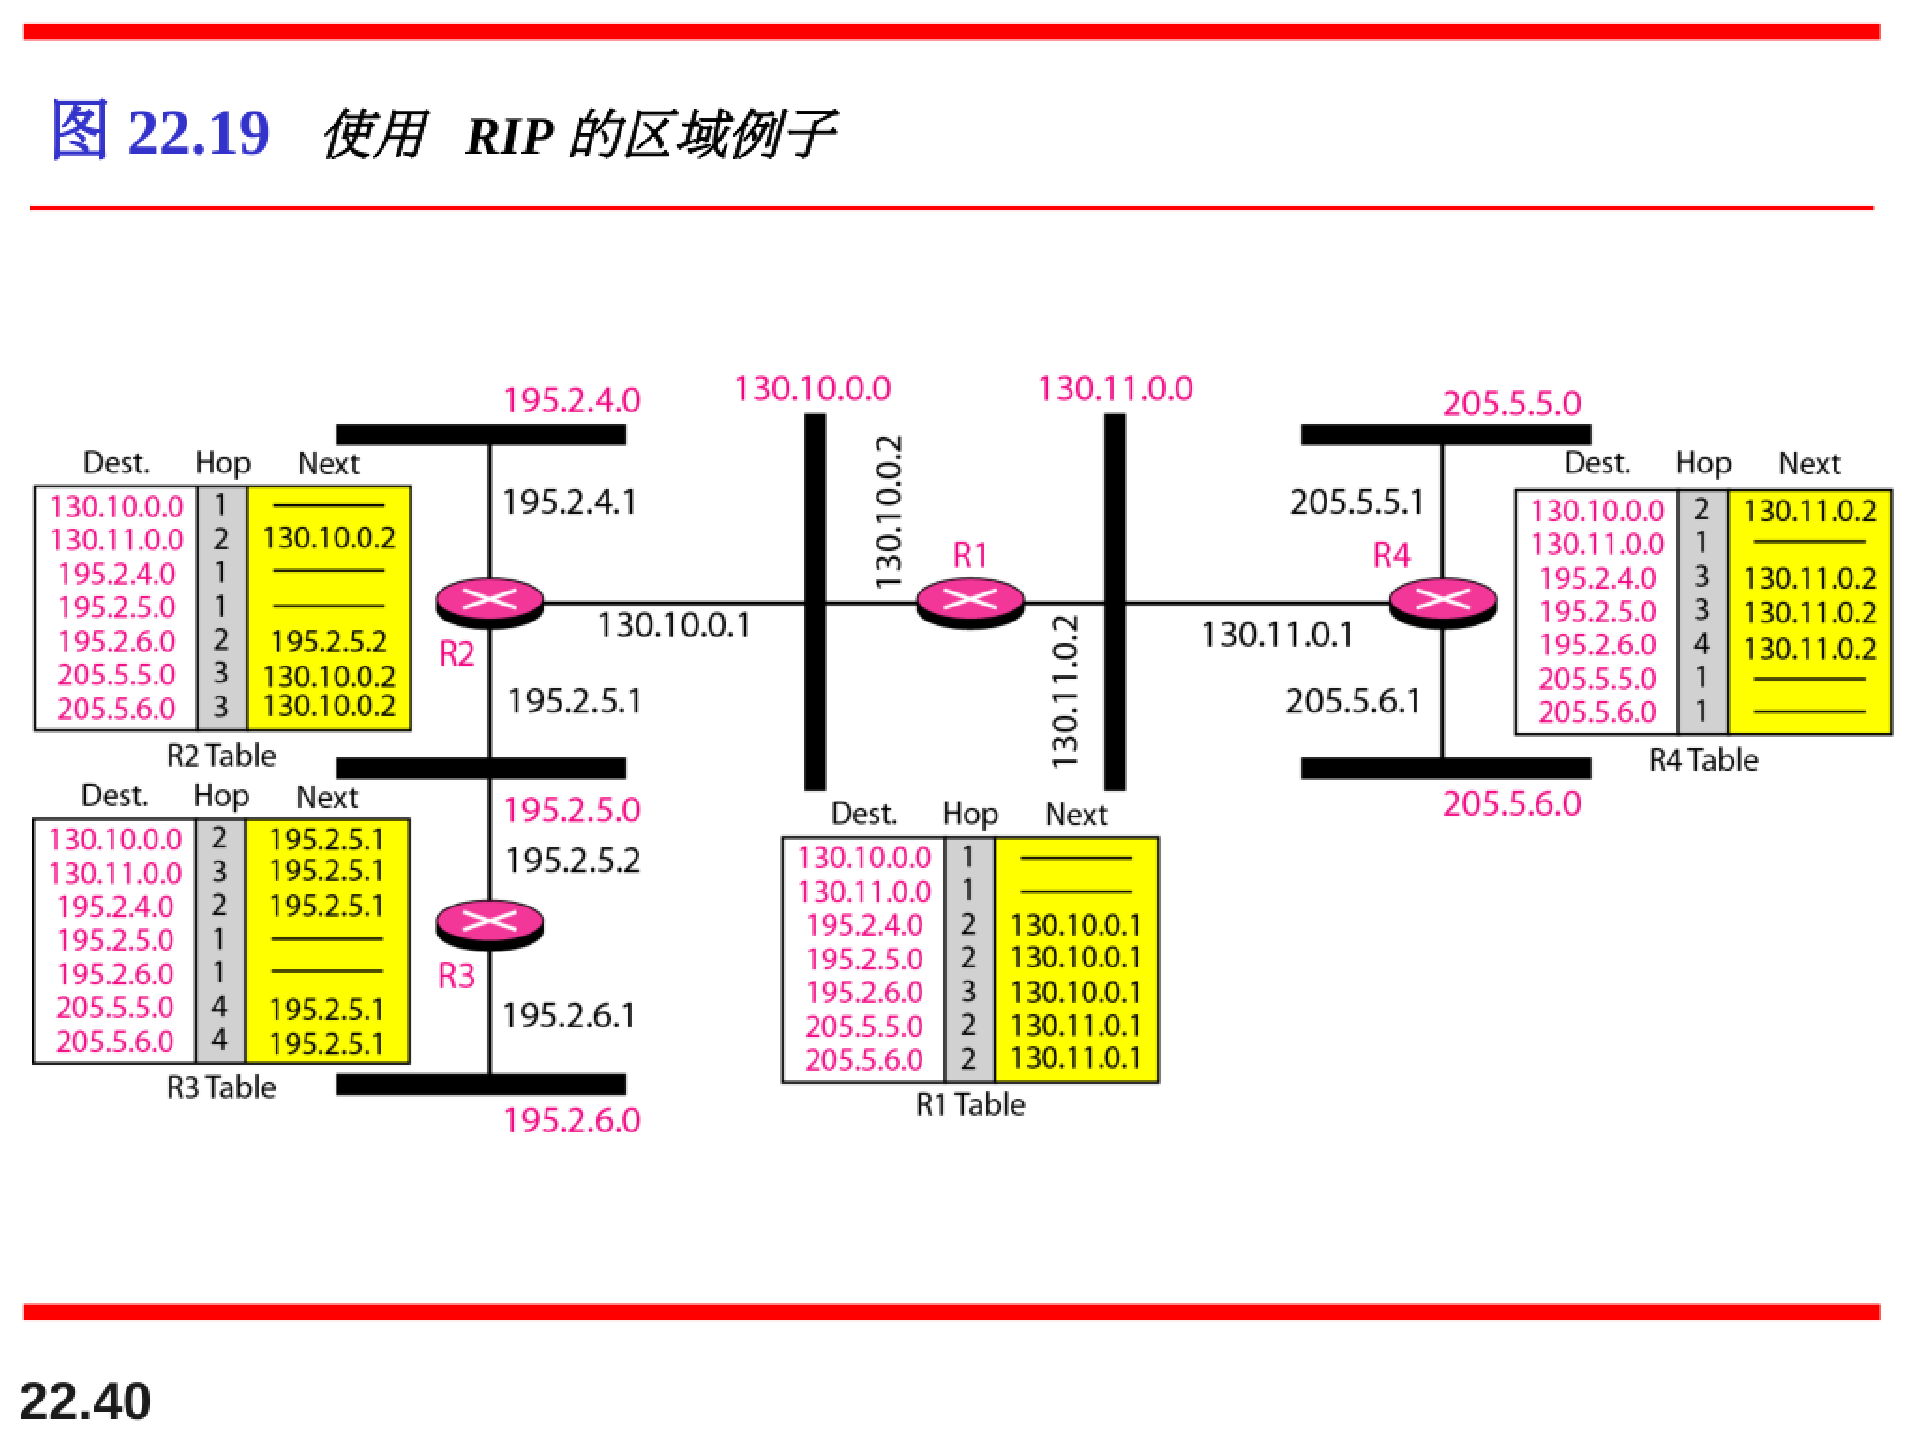 图 22.19 使用 RIP 的区域例子
195.2.4.0
130.10.0.0
130.11.0.0
205.5.5.0
Dest. Hop Next
130.10.0.0 1
130.11.0.0 2 130.10.0.2
195.2.4.0 1
195.2.5.0 1
195.2.6.0 2 195.2.5.2
205.5.5.0 3 130.10.0.2
205.5.6.0 3 130.10.0.2
R2 Table
195.2.4.1
R2
130.10.0.1
195.2.5.1
130.10.0.2
R1
130.11.0.2
205.5.5.1
R4
130.11.0.1
205.5.6.1
Dest. Hop Next
130.10.0.0 2 130.11.0.2
130.11.0.0 1
195.2.4.0 3 130.11.0.2
195.2.5.0 3 130.11.0.2
195.2.6.0 4 130.11.0.2
205.5.5.0 1
205.5.6.0 1
R4 Table
205.5.6.0
Dest. Hop Next
130.10.0.0 2 195.2.5.1
130.11.0.0 3 195.2.5.1
195.2.4.0 2 195.2.5.1
195.2.5.0 1
195.2.6.0 1
205.5.5.0 4 195.2.5.1
205.5.6.0 4 195.2.5.1
R3 Table
195.2.5.0
195.2.5.2
R3
195.2.6.1
195.2.6.0
Dest. Hop Next
130.10.0.0 1
130.11.0.0 1
195.2.4.0 2 130.10.0.1
195.2.5.0 2 130.10.0.1
195.2.6.0 3 130.10.0.1
205.5.5.0 2 130.11.0.1
205.5.6.0 2 130.11.0.1
R1 Table
22.40